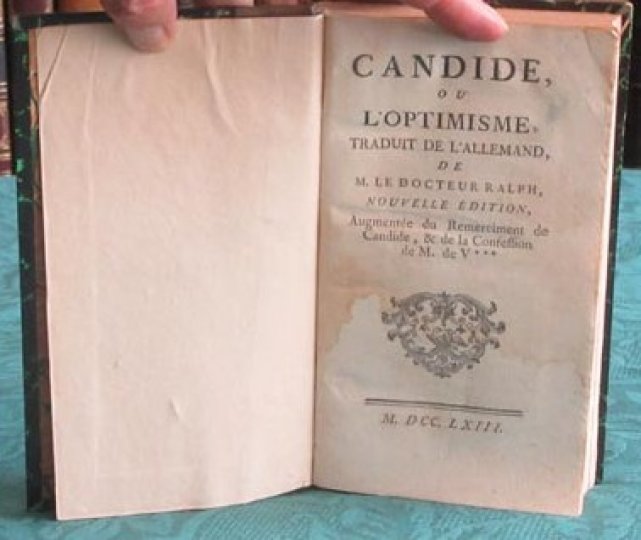 CANDIDE,
OU
L'OPTIMISME,
TRADUIT DE L'ALLEMAND,
DE
M. LE DOCTEUR RALPH,
NOUVELLE ÉDITION,
Augmentée du Remerciment de
Candide, & de la Confession
de M. de V***
M. DCC. LXIII.